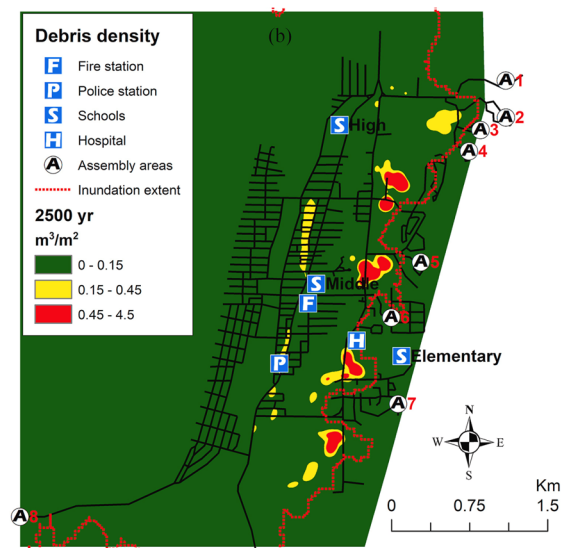 (b)
Debris density
F Fire station
P Police station
S Schools
H Hospital
A Assembly areas
Inundation extent
2500 yr
m³/m²
0 - 0.15
0.15 - 0.45
0.45 - 4.5
A 1
A 2
A 3
A 4
S High
A 5
S Middle
F
A 6
H
P
S Elementary
A 7
A 8
N
W E
S
Km
0 0.75 1.5